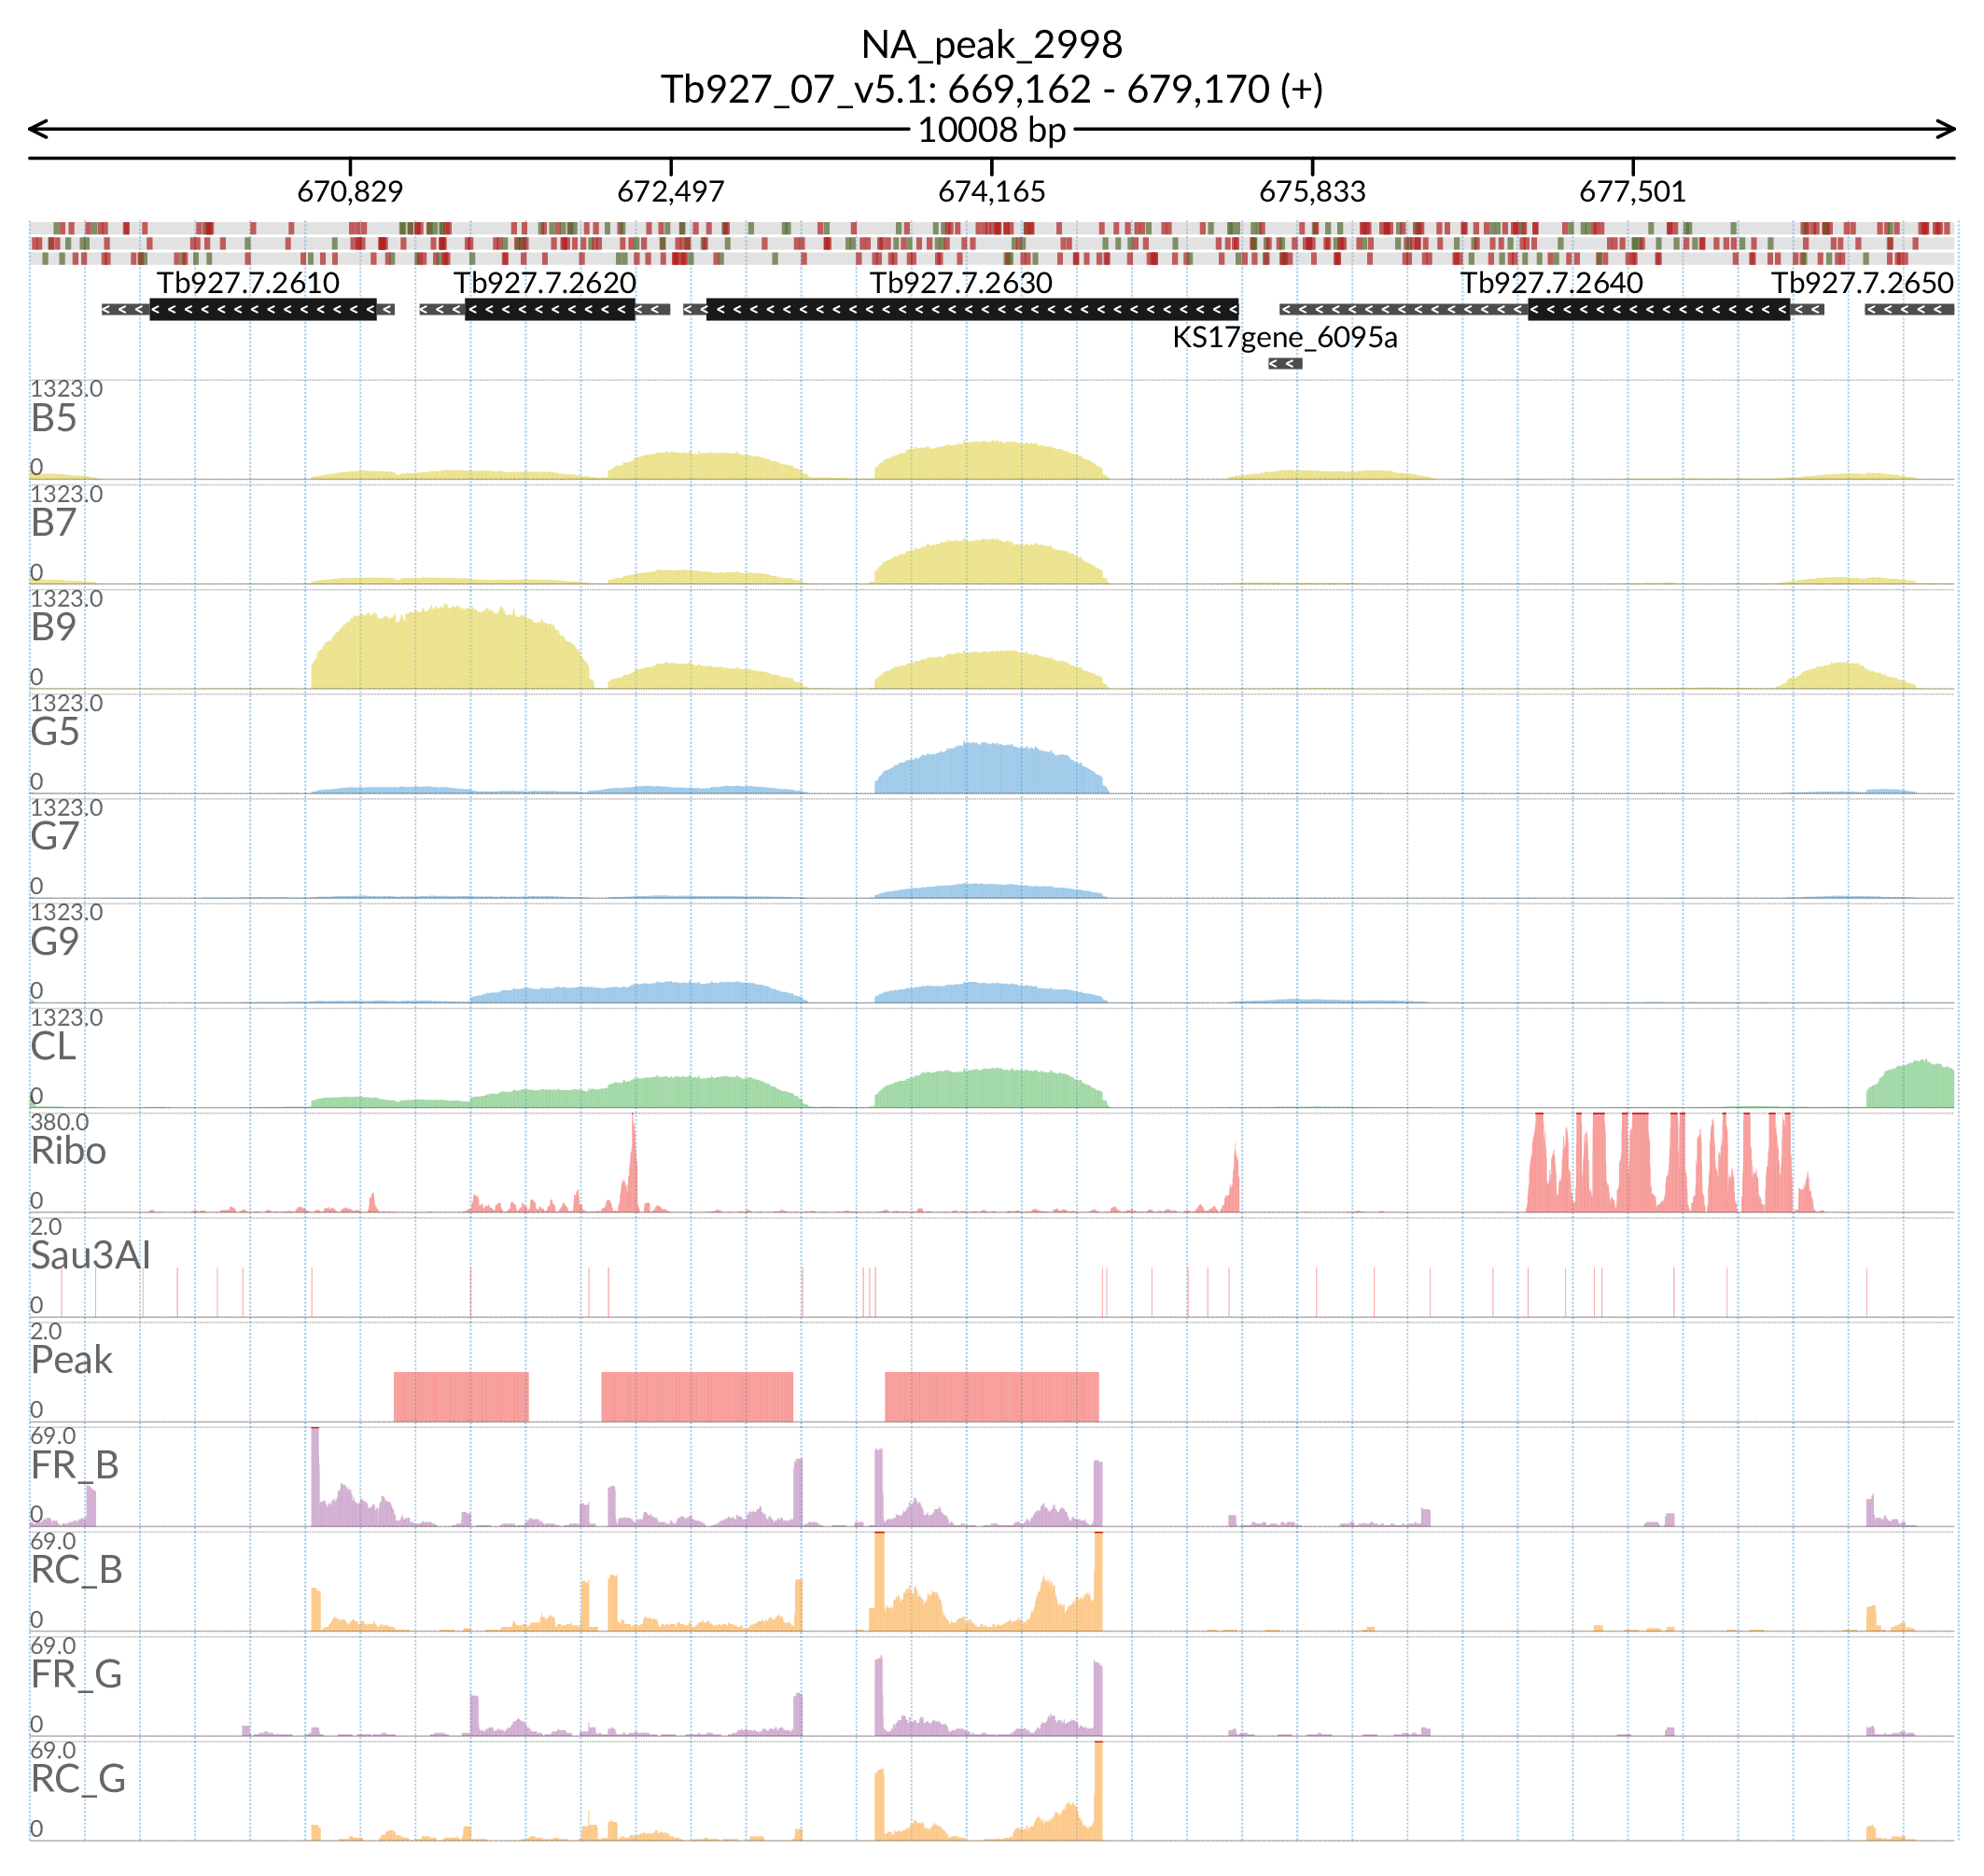 NA_peak_2998
Tb927_07_v5.1: 669,162 - 679,170 (+)
10008 bp
670,829 672,497 674,165 675,833 677,501
Tb927.7.2610 Tb927.7.2620 Tb927.7.2630 Tb927.7.2640 Tb927.7.2650
KS17gene_6095a
1323.0
B5
0
1323.0
B7
0
1323.0
B9
0
1323.0
G5
0
1323.0
G7
0
1323.0
G9
0
1323.0
CL
0
380.0
Ribo
0
2.0
Sau3AI
0
2.0
Peak
0
69.0
FR_B
0
69.0
RC_B
0
69.0
FR_G
0
69.0
RC_G
0